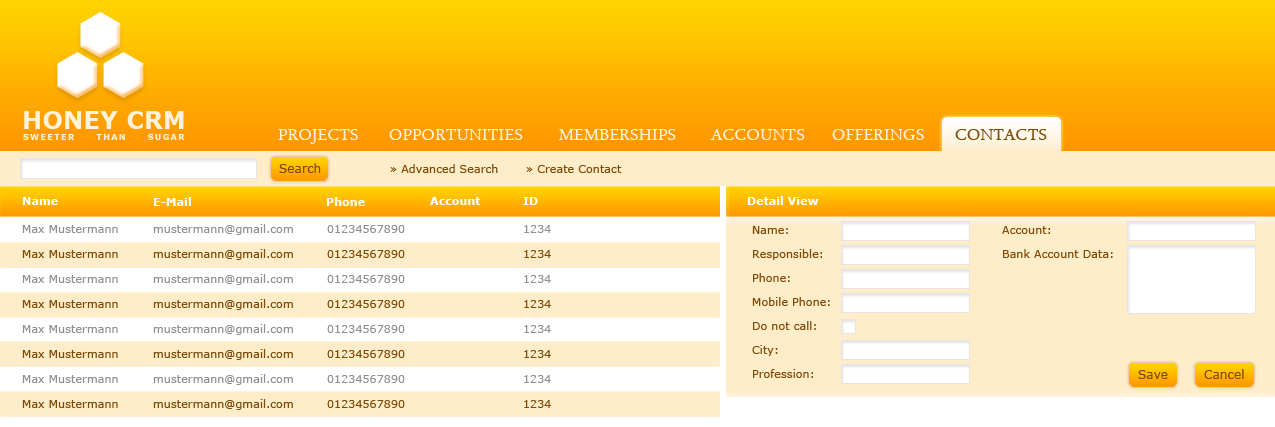 HONEY CRM
SWEETER THAN SUGAR
PROJECTS OPPORTUNITIES MEMBERSHIPS ACCOUNTS OFFERINGS CONTACTS
Search » Advanced Search » Create Contact
Name E-Mail Phone Account ID
Max Mustermann mustermann@gmail.com 01234567890 1234
Max Mustermann mustermann@gmail.com 01234567890 1234
Max Mustermann mustermann@gmail.com 01234567890 1234
Max Mustermann mustermann@gmail.com 01234567890 1234
Max Mustermann mustermann@gmail.com 01234567890 1234
Max Mustermann mustermann@gmail.com 01234567890 1234
Max Mustermann mustermann@gmail.com 01234567890 1234
Max Mustermann mustermann@gmail.com 01234567890 1234
Detail View
Name: Account:
Responsible: Bank Account Data:
Phone:
Mobile Phone:
Do not call:
City:
Profession: Save Cancel